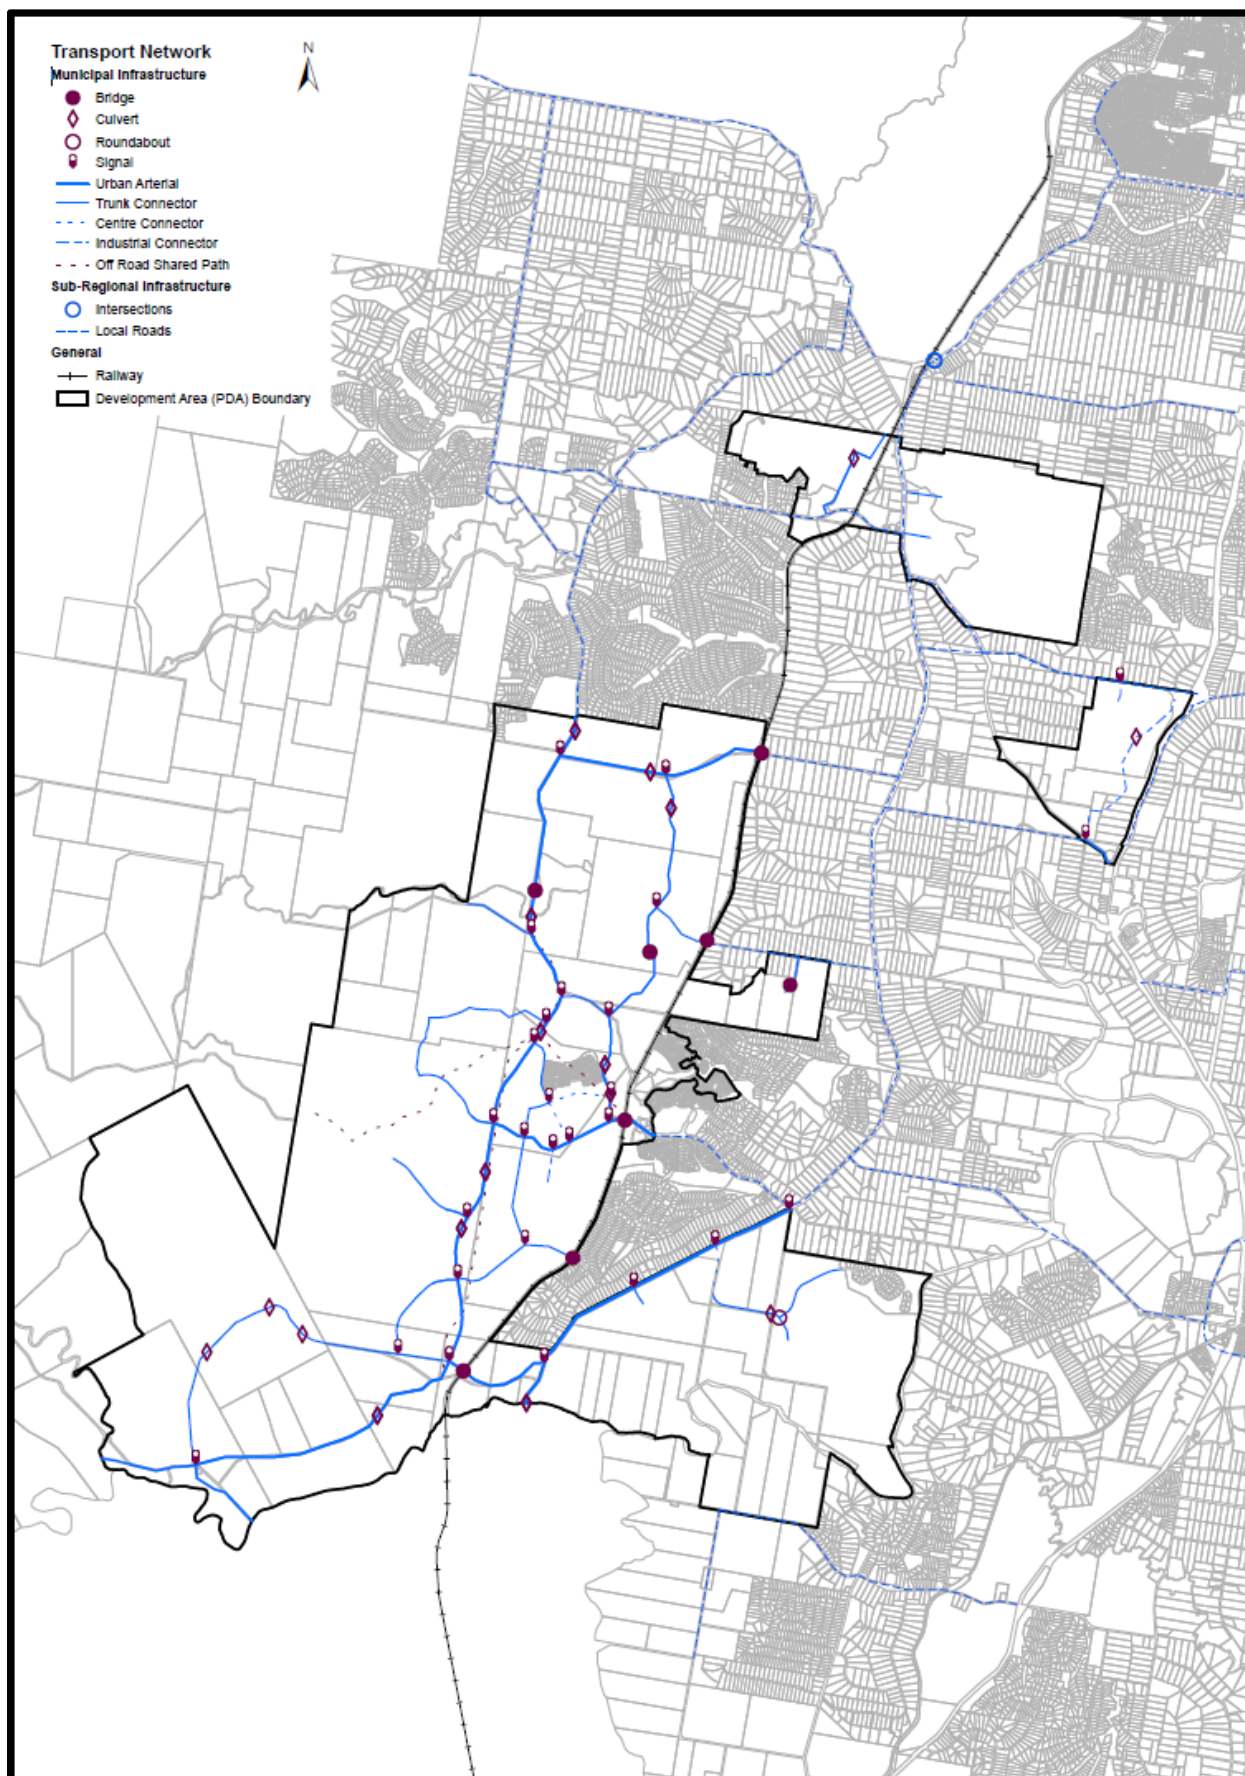 Transport Network
N
Municipal Infrastructure
Bridge
Culvert
Roundabout
Signal
Urban Arterial
Trunk Connector
Centre Connector
Industrial Connector
Off Road Shared Path
Sub-Regional Infrastructure
Intersections
Local Roads
General
Railway
Development Area (PDA) Boundary